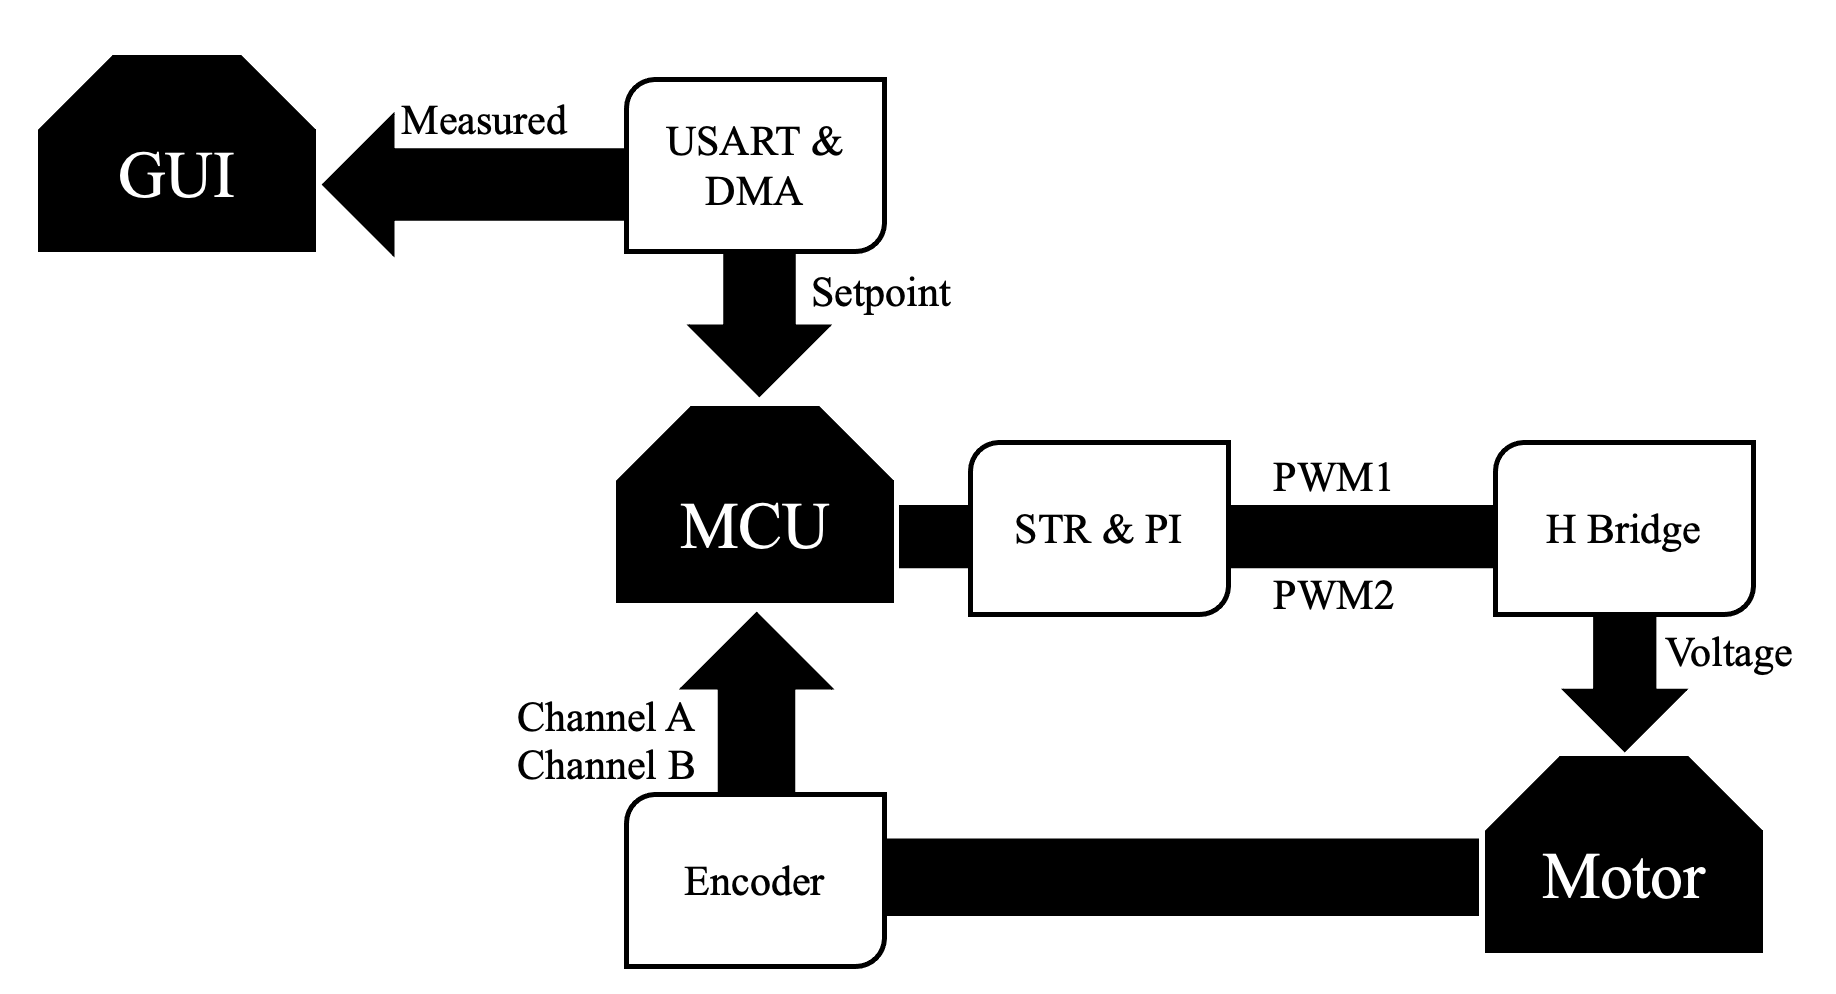 GUI
Measured
USART &
DMA
Setpoint
MCU
STR & PI
PWM1
PWM2
H Bridge
Voltage
Channel A
Channel B
Encoder
Motor